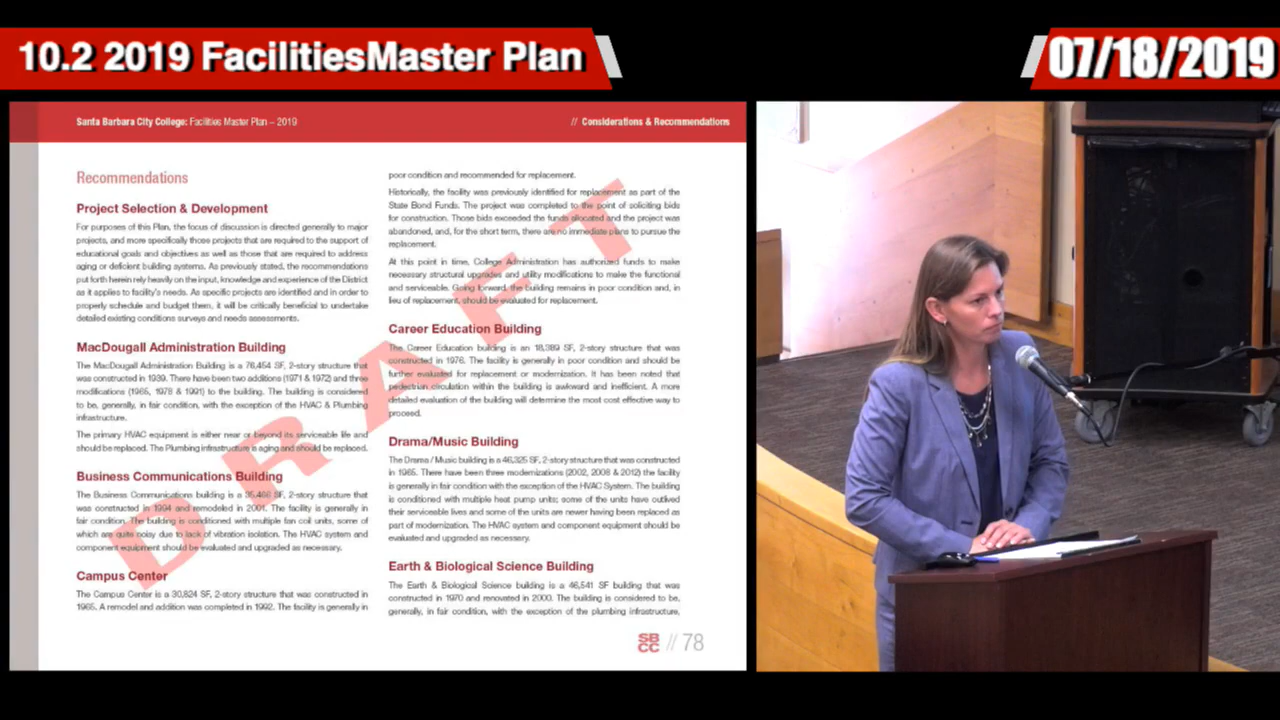 10.2 2019 FacilitiesMaster Plan
07/18/2019
Santa Barbara City College: Facilities Master Plan – 2019
// Considerations & Recommendations
Recommendations
Project Selection & Development
For purposes of this Plan, the focus of discussion is directed generally to major
projects, and more specifically those projects that are required to the support of
educational goals and objectives as well as those that are required to address
aging or deficient building systems. As previously stated, the recommendations
put forth herein rely heavily on the input, knowledge and experience of the District
as it applies to facility's needs. As specific projects are identified and in order to
properly schedule and budget them, it will be critically beneficial to undertake
detailed existing conditions surveys and needs assessments.
MacDougall Administration Building
The MacDougall Administration Building is a 76,454 SF, 2-story structure that
was constructed in 1939. There have been two additions (1971 & 1972) and three
modifications (1965, 1978 & 1991) to the building. The building is considered
to be, generally, in fair condition, with the exception of the HVAC & Plumbing
infrastructure.
The primary HVAC equipment is either near or beyond its serviceable life and
should be replaced. The Plumbing infrastructure is aging and should be replaced.
Business Communications Building
The Business Communications building is a 35,466 SF, 2-story structure that
was constructed in 1994 and remodeled in 2001. The facility is generally in
fair condition. The building is conditioned with multiple fan coil units, some of
which are quite noisy due to lack of vibration isolation. The HVAC system and
component equipment should be evaluated and upgraded as necessary.
Campus Center
The Campus Center is a 30,824 SF, 2-story structure that was constructed in
1965. A remodel and addition was completed in 1992. The facility is generally in
poor condition and recommended for replacement.
Historically, the facility was previously identified for replacement as part of the
State Bond Funds. The project was completed to the point of soliciting bids
for construction. Those bids exceeded the funds allocated and the project was
abandoned, and, for the short term, there are no immediate plans to pursue the
replacement.
At this point in time, College Administration has authorized funds to make
necessary structural upgrades and utility modifications to make the functional
and serviceable. Going forward, the building remains in poor condition and, in
lieu of replacement, should be evaluated for replacement.
Career Education Building
The Career Education building is an 18,389 SF, 2-story structure that was
constructed in 1976. The facility is generally in poor condition and should be
further evaluated for replacement or modernization. It has been noted that
pedestrian circulation within the building is awkward and inefficient. A more
detailed evaluation of the building will determine the most cost effective way to
proceed.
Drama/Music Building
The Drama / Music building is a 46,325 SF, 2-story structure that was constructed
in 1965. There have been three modernizations (2002, 2008 & 2012) the facility
is generally in fair condition with the exception of the HVAC System. The building
is conditioned with multiple heat pump units; some of the units have outlived
their serviceable lives and some of the units are newer having been replaced as
part of modernization. The HVAC system and component equipment should be
evaluated and upgraded as necessary.
Earth & Biological Science Building
The Earth & Biological Science building is a 46,541 SF building that was
constructed in 1970 and renovated in 2000. The building is considered to be,
generally, in fair condition, with the exception of the plumbing infrastructure,
DRAFT
SB
CC // 78